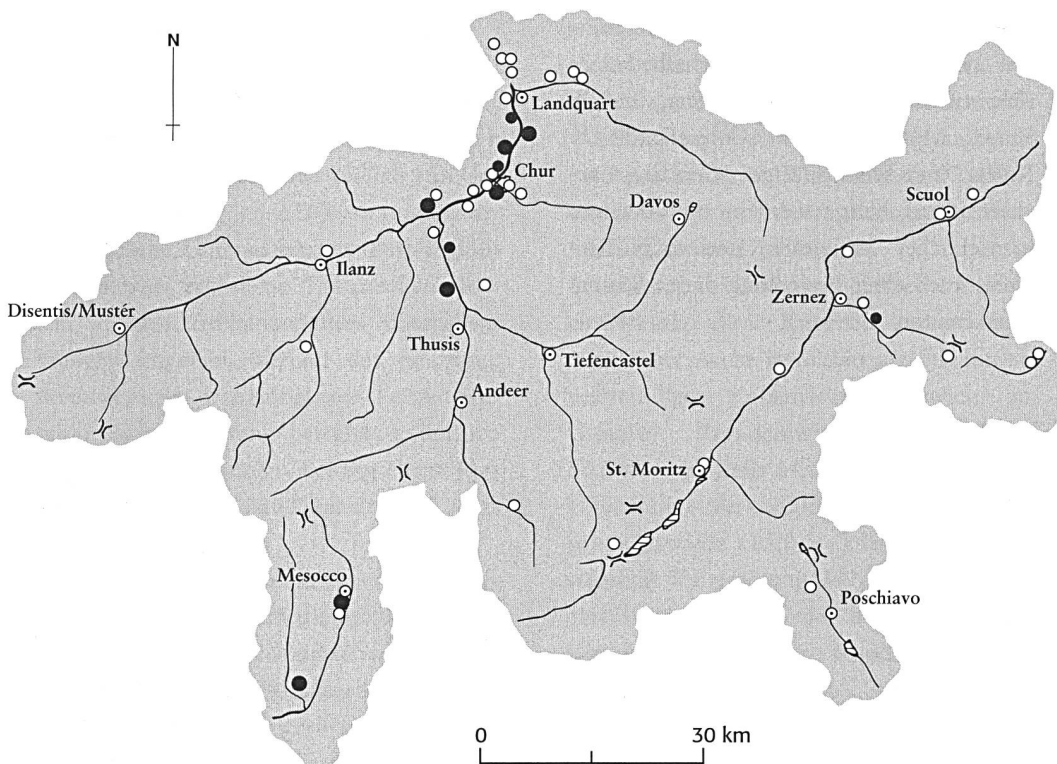 N
Landquart
Chur
Davos
Scuol
Ilanz
Zernez
Disentis/Mustér
Thusis
Tiefencastel
Andeer
St. Moritz
Mesocco
Poschiavo
0 30 km